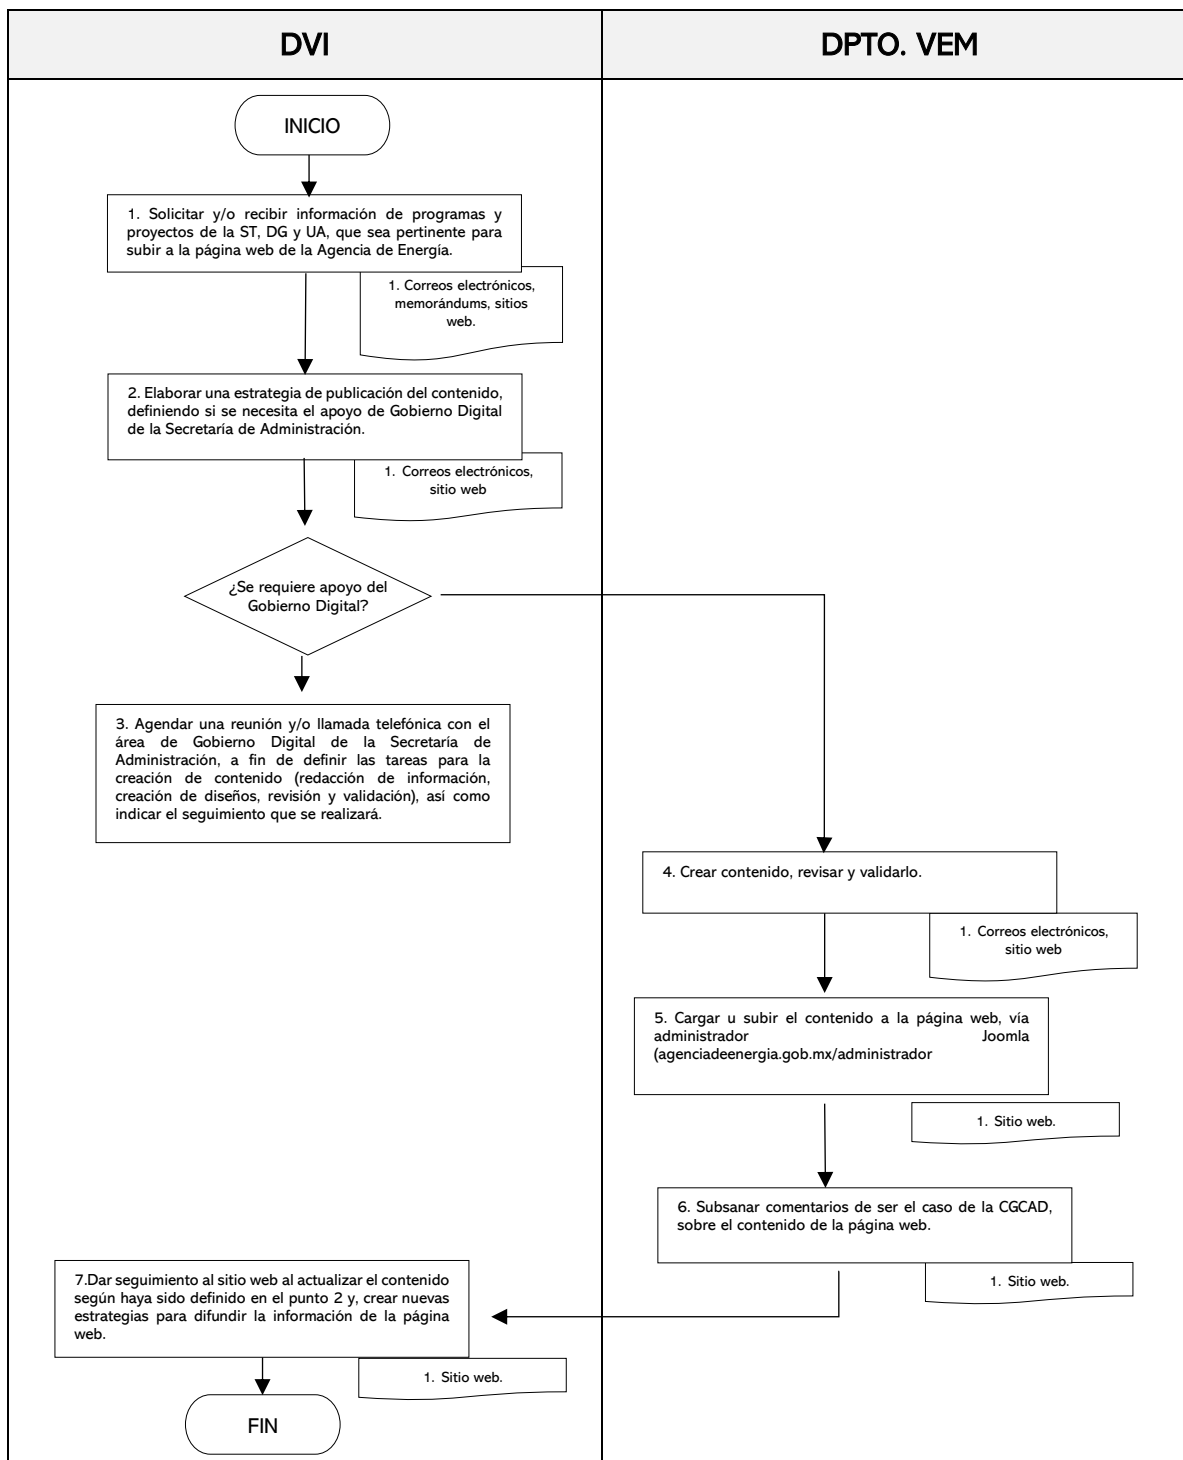 DVI
DPTO. VEM
INICIO
1. Solicitar y/o recibir información de programas y
proyectos de la ST, DG y UA, que sea pertinente para
subir a la página web de la Agencia de Energía.
1. Correos electrónicos,
memorándums, sitios
web.
2. Elaborar una estrategia de publicación del contenido,
definiendo si se necesita el apoyo de Gobierno Digital
de la Secretaría de Administración.
1. Correos electrónicos,
sitio web
¿Se requiere apoyo del
Gobierno Digital?
3. Agendar una reunión y/o llamada telefónica con el
área de Gobierno Digital de la Secretaría de
Administración, a fin de definir las tareas para la
creación de contenido (redacción de información,
creación de diseños, revisión y validación), así como
indicar el seguimiento que se realizará.
4. Crear contenido, revisar y validarlo.
1. Correos electrónicos,
sitio web
5. Cargar u subir el contenido a la página web, vía
administrador Joomla
(agenciadeenergia.gob.mx/administrador
1. Sitio web.
6. Subsanar comentarios de ser el caso de la CGCAD,
sobre el contenido de la página web.
1. Sitio web.
7.Dar seguimiento al sitio web al actualizar el contenido
según haya sido definido en el punto 2 y, crear nuevas
estrategias para difundir la información de la página
web.
1. Sitio web.
FIN